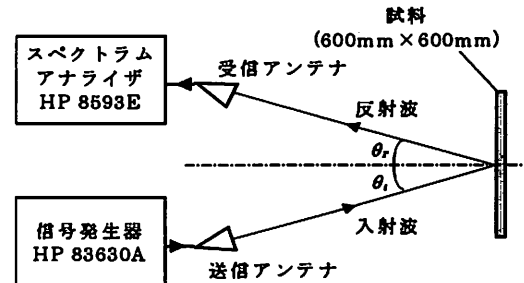 試料
(600mm×600mm)
スペクトラム
アナライザ
HP 8593E
受信アンテナ
反射波
θr
θi
入射波
信号発生器
HP 83630A
送信アンテナ